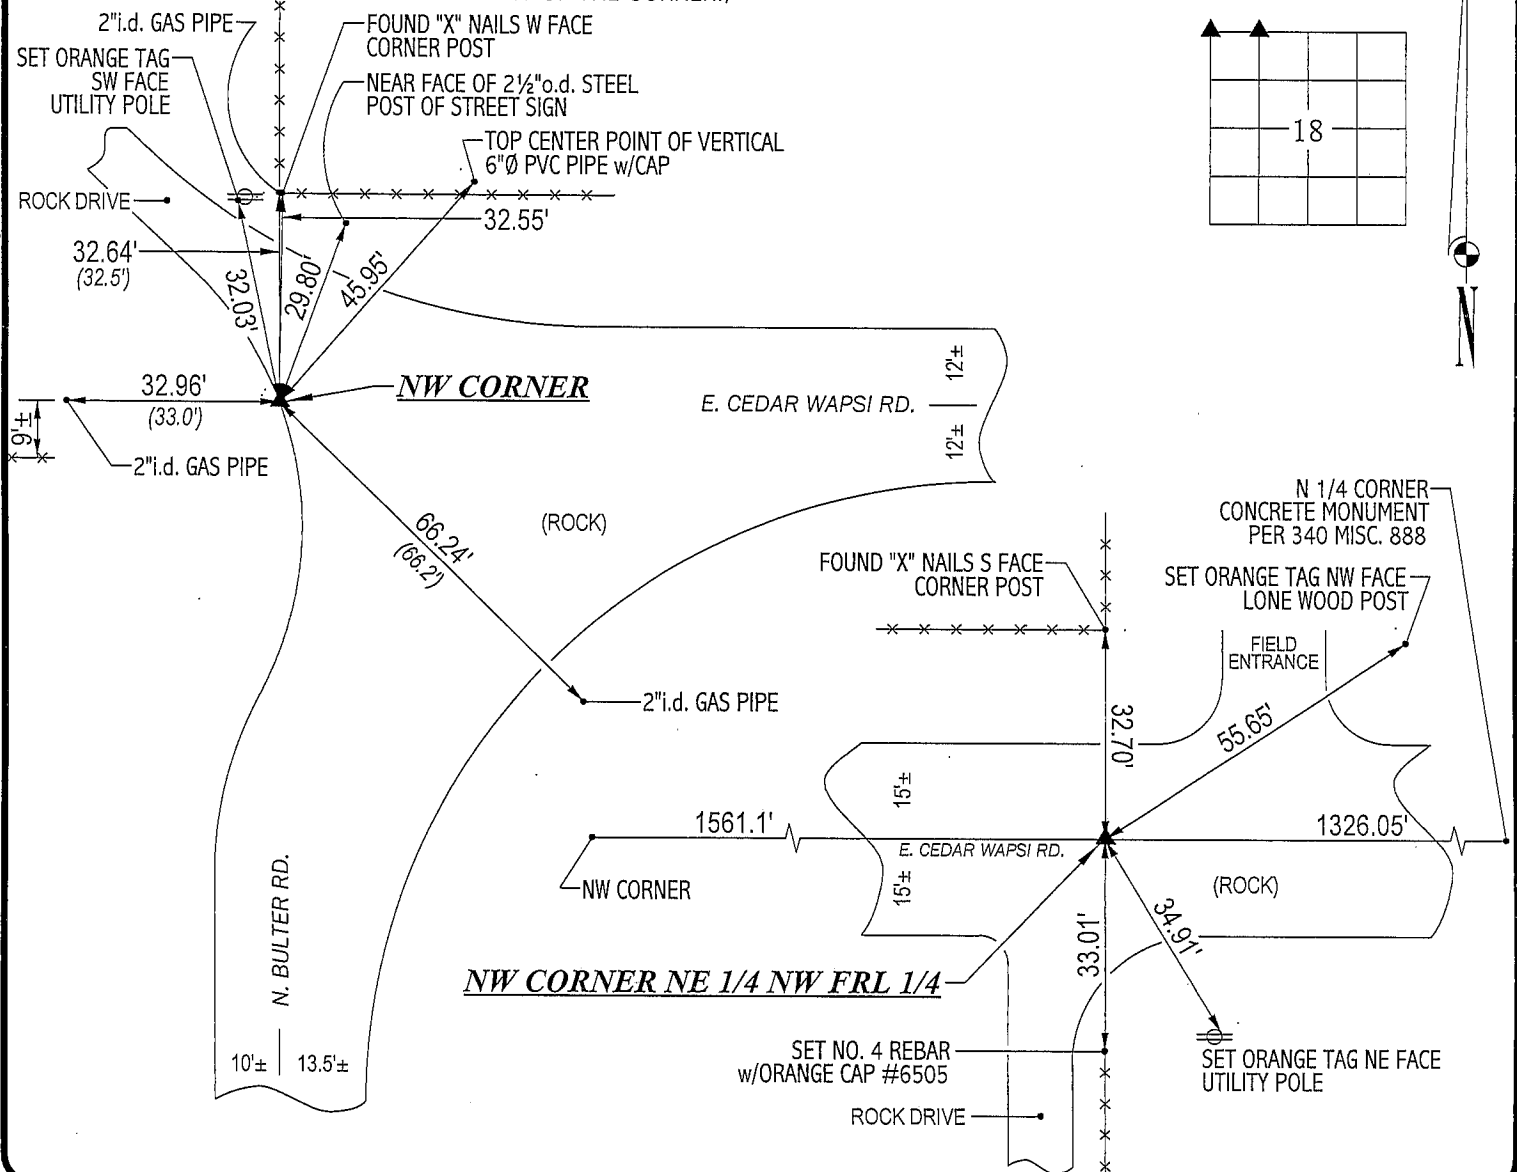 2"i.d. GAS PIPE
SET ORANGE TAG
SW FACE
UTILITY POLE
FOUND "X" NAILS W FACE
CORNER POST
NEAR FACE OF 2½"o.d. STEEL
POST OF STREET SIGN
TOP CENTER POINT OF VERTICAL
6"Ø PVC PIPE w/CAP
18
N
ROCK DRIVE
32.55'
32.64'
(32.5')
32.03'
29.80'
45.95'
32.96'
(33.0')
NW CORNER
9'±
2"i.d. GAS PIPE
E. CEDAR WAPSI RD.
12'±
12'±
66.24'
(66.2')
(ROCK)
2"i.d. GAS PIPE
N. BULTER RD.
10'±
13.5'±
N 1/4 CORNER
CONCRETE MONUMENT
PER 340 MISC. 888
FOUND "X" NAILS S FACE
CORNER POST
SET ORANGE TAG NW FACE
LONE WOOD POST
FIELD
ENTRANCE
32.70'
55.65'
15'±
1561.1'
1326.05'
E. CEDAR WAPSI RD.
NW CORNER
15'±
(ROCK)
33.01'
34.91'
NW CORNER NE 1/4 NW FRL 1/4
SET NO. 4 REBAR
w/ORANGE CAP #6505
SET ORANGE TAG NE FACE
UTILITY POLE
ROCK DRIVE